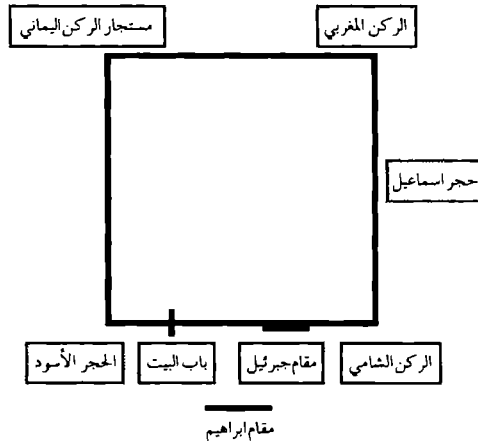 الركن المغربي
مستجار الركن اليماني
حجر اسماعيل
الركن الشامي
مقام جبرئيل
باب البيت
الحجر الأسود
مقام ابراهيم